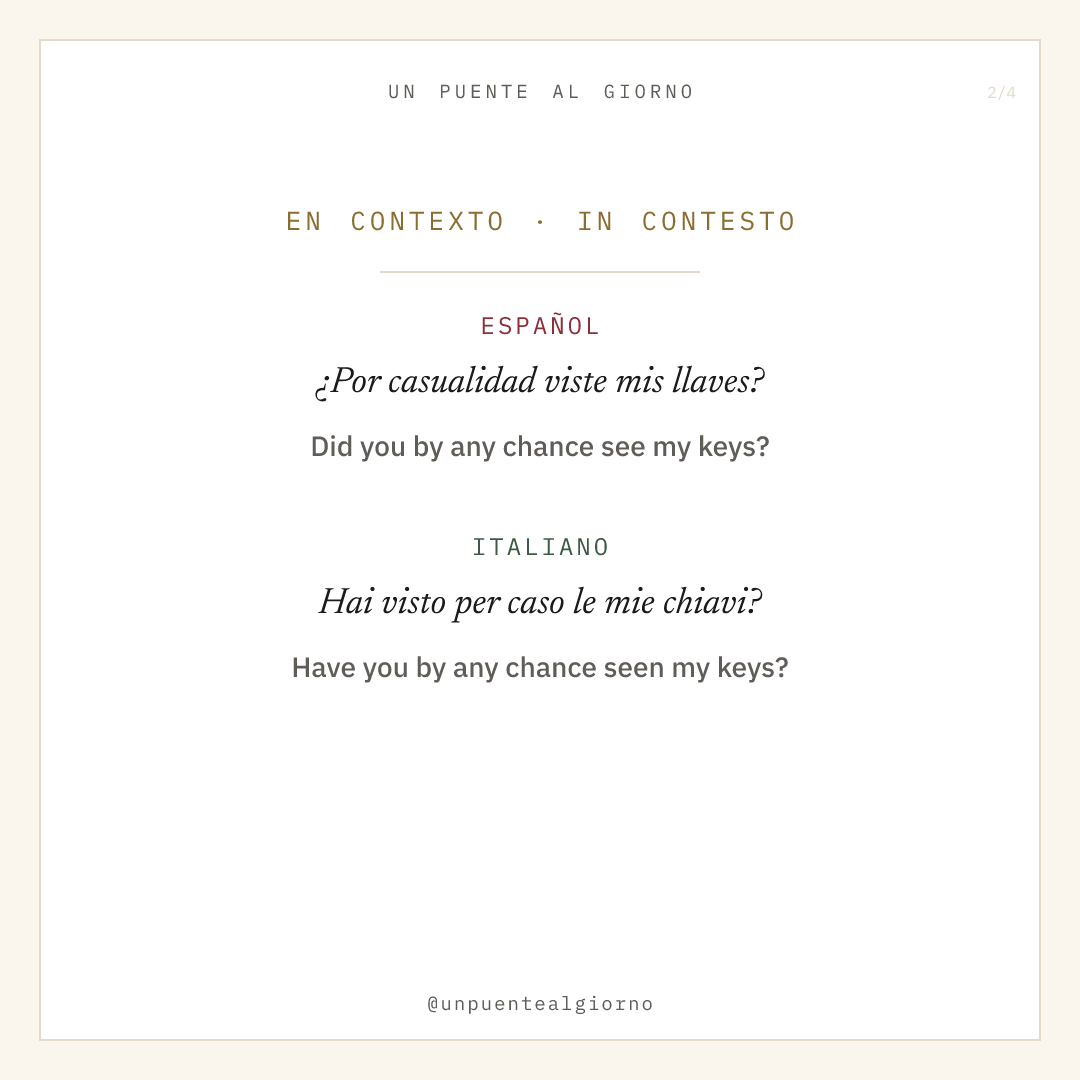 UN PUENTE AL GIORNO
2/4
EN CONTEXTO · IN CONTESTO
ESPAÑOL
¿Por casualidad viste mis llaves?
Did you by any chance see my keys?
ITALIANO
Hai visto per caso le mie chiavi?
Have you by any chance seen my keys?
@unpuentealgiorno